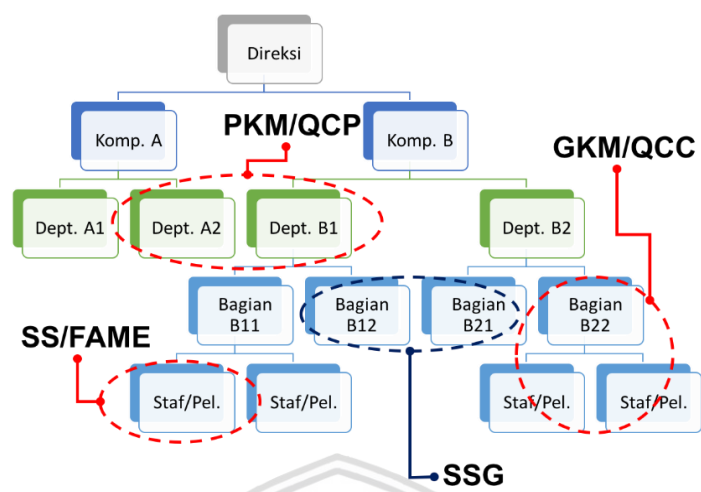 Direksi
Komp. A
PKM/QCP
Komp. B
GKM/QCC
Dept. A1
Dept. A2
Dept. B1
Dept. B2
Bagian
B11
Bagian
B12
Bagian
B21
Bagian
B22
SS/FAME
Staf/Pel.
Staf/Pel.
Staf/Pel.
Staf/Pel.
SSG